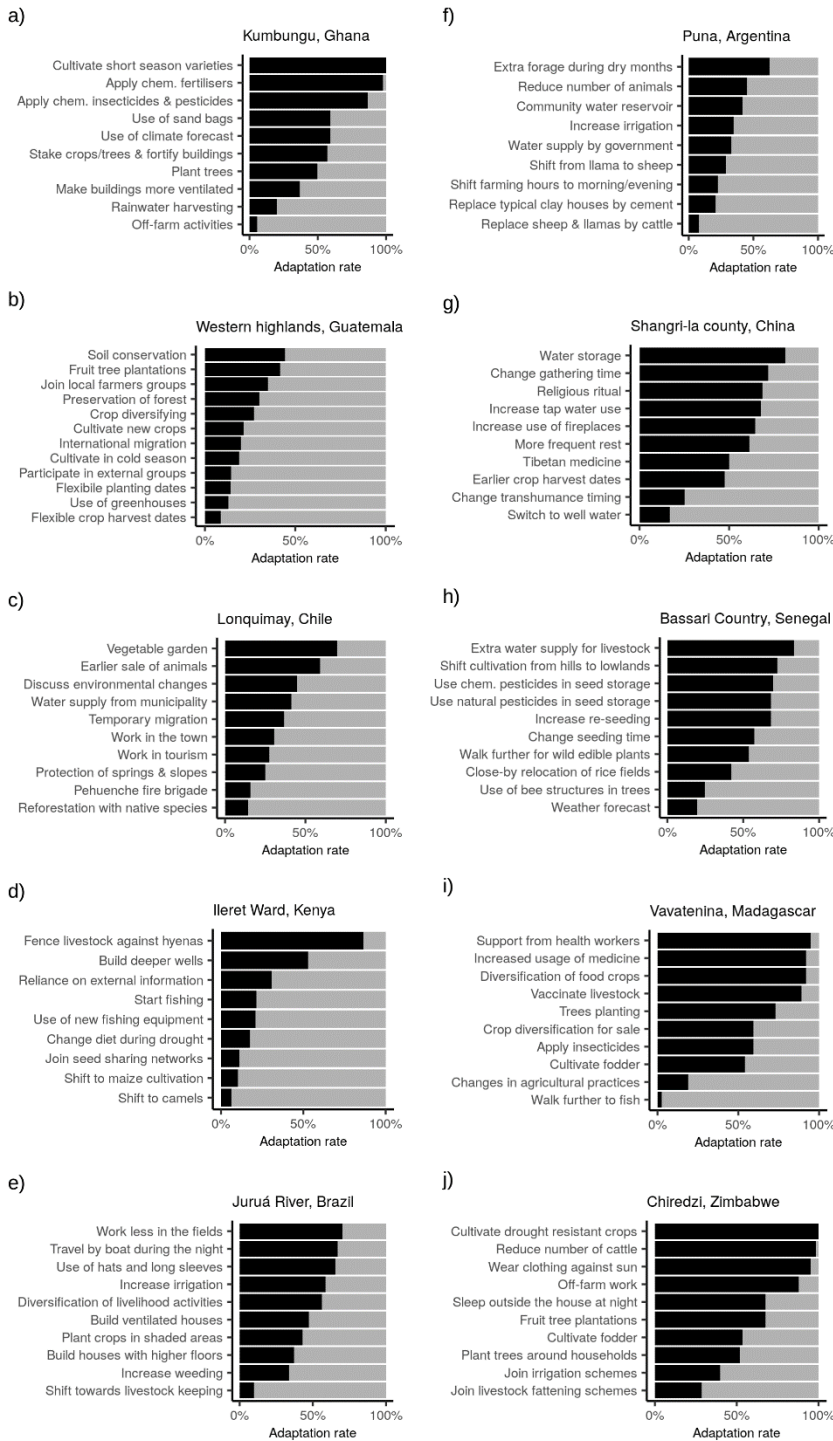 a)
Kumbungu, Ghana
Cultivate short season varieties
Apply chem. fertilisers
Apply chem. insecticides & pesticides
Use of sand bags
Use of climate forecast
Stake crops/trees & fortify buildings
Plant trees
Make buildings more ventilated
Rainwater harvesting
Off-farm activities
0% 50% 100%
Adaptation rate
b)
Western highlands, Guatemala
Soil conservation
Fruit tree plantations
Join local farmers groups
Preservation of forest
Crop diversifying
Cultivate new crops
International migration
Cultivate in cold season
Participate in external groups
Flexibile planting dates
Use of greenhouses
Flexible crop harvest dates
0% 50% 100%
Adaptation rate
c)
Lonquimay, Chile
Vegetable garden
Earlier sale of animals
Discuss environmental changes
Water supply from municipality
Temporary migration
Work in the town
Work in tourism
Protection of springs & slopes
Pehuenche fire brigade
Reforestation with native species
0% 50% 100%
Adaptation rate
d)
Ileret Ward, Kenya
Fence livestock against hyenas
Build deeper wells
Reliance on external information
Start fishing
Use of new fishing equipment
Change diet during drought
Join seed sharing networks
Shift to maize cultivation
Shift to camels
0% 50% 100%
Adaptation rate
e)
Juruá River, Brazil
Work less in the fields
Travel by boat during the night
Use of hats and long sleeves
Increase irrigation
Diversification of livelihood activities
Build ventilated houses
Plant crops in shaded areas
Build houses with higher floors
Increase weeding
Shift towards livestock keeping
0% 50% 100%
Adaptation rate
f)
Puna, Argentina
Extra forage during dry months
Reduce number of animals
Community water reservoir
Increase irrigation
Water supply by government
Shift from llama to sheep
Shift farming hours to morning/evening
Replace typical clay houses by cement
Replace sheep & llamas by cattle
0% 50% 100%
Adaptation rate
g)
Shangri-la county, China
Water storage
Change gathering time
Religious ritual
Increase tap water use
Increase use of fireplaces
More frequent rest
Tibetan medicine
Earlier crop harvest dates
Change transhumance timing
Switch to well water
0% 50% 100%
Adaptation rate
h)
Bassari Country, Senegal
Extra water supply for livestock
Shift cultivation from hills to lowlands
Use chem. pesticides in seed storage
Use natural pesticides in seed storage
Increase re-seeding
Change seeding time
Walk further for wild edible plants
Close-by relocation of rice fields
Use of bee structures in trees
Weather forecast
0% 50% 100%
Adaptation rate
i)
Vavatenina, Madagascar
Support from health workers
Increased usage of medicine
Diversification of food crops
Vaccinate livestock
Trees planting
Crop diversification for sale
Apply insecticides
Cultivate fodder
Changes in agricultural practices
Walk further to fish
0% 50% 100%
Adaptation rate
j)
Chiredzi, Zimbabwe
Cultivate drought resistant crops
Reduce number of cattle
Wear clothing against sun
Off-farm work
Sleep outside the house at night
Fruit tree plantations
Cultivate fodder
Plant trees around households
Join irrigation schemes
Join livestock fattening schemes
0% 50% 100%
Adaptation rate